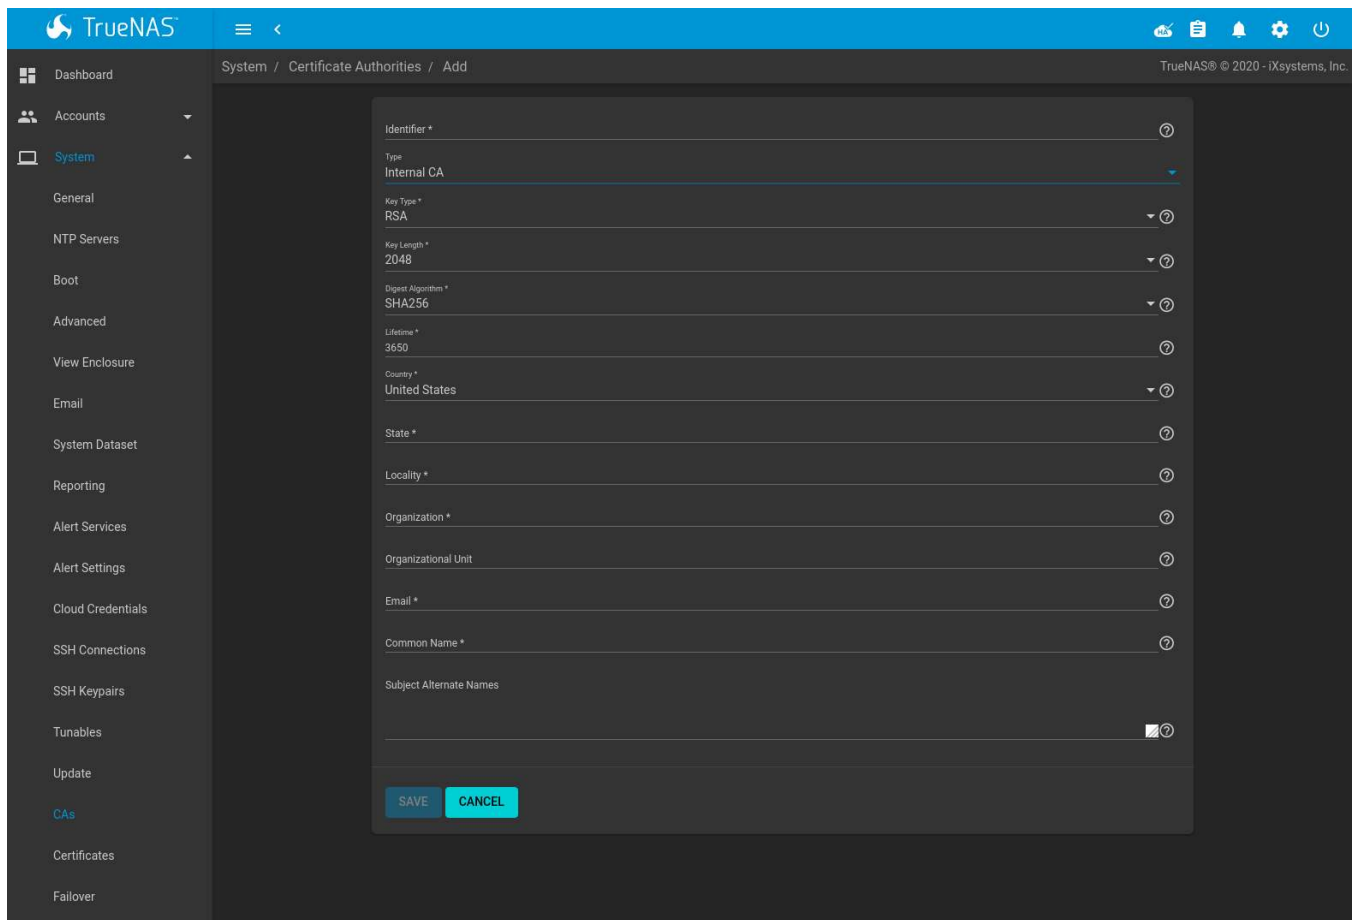 TrueNAS
HA
System / Certificate Authorities / Add
TrueNAS® © 2020 - iXsystems, Inc.
Dashboard
Accounts
System
General
NTP Servers
Boot
Advanced
View Enclosure
Email
System Dataset
Reporting
Alert Services
Alert Settings
Cloud Credentials
SSH Connections
SSH Keypairs
Tunables
Update
CAs
Certificates
Failover
Identifier *
Type
Internal CA
Key Type *
RSA
Key Length *
2048
Digest Algorithm *
SHA256
Lifetime *
3650
Country *
United States
State *
Locality *
Organization *
Organizational Unit
Email *
Common Name *
Subject Alternate Names
SAVE
CANCEL